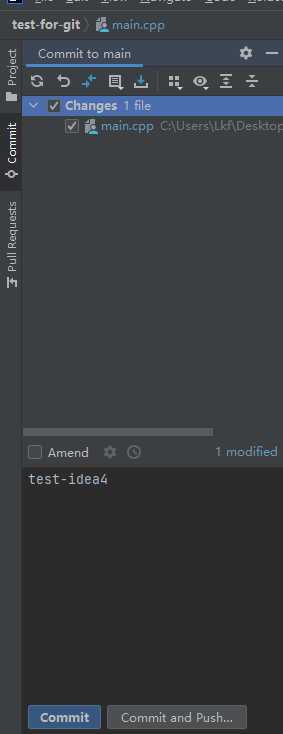 test-for-git main.cpp
Commit to main
Project
Changes 1 file
main.cpp C:\Users\Lkf\Desktop
Commit
Pull Requests
Amend 1 modified
test-idea4
Commit Commit and Push...